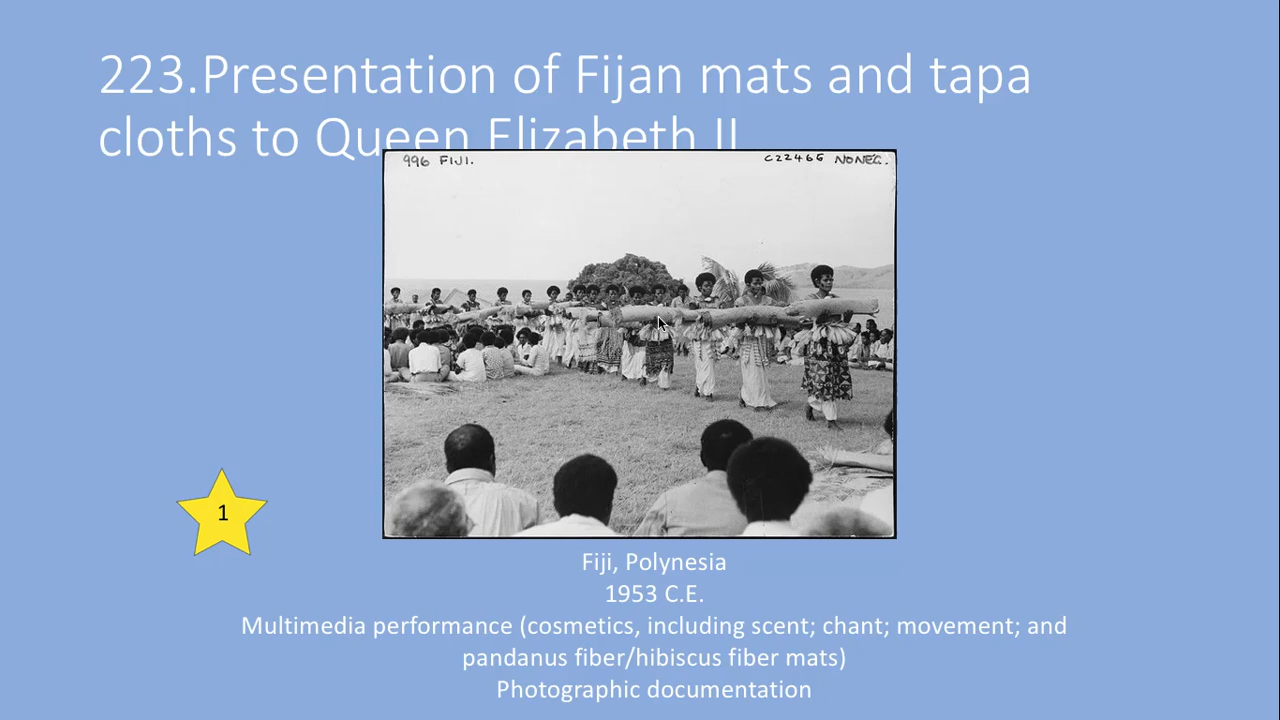 223.Presentation of Fijan mats and tapa
cloths to Queen Elizabeth II
996 FIJI.
C22466 NONEG.
1
Fiji, Polynesia
1953 C.E.
Multimedia performance (cosmetics, including scent; chant; movement; and
pandanus fiber/hibiscus fiber mats)
Photographic documentation